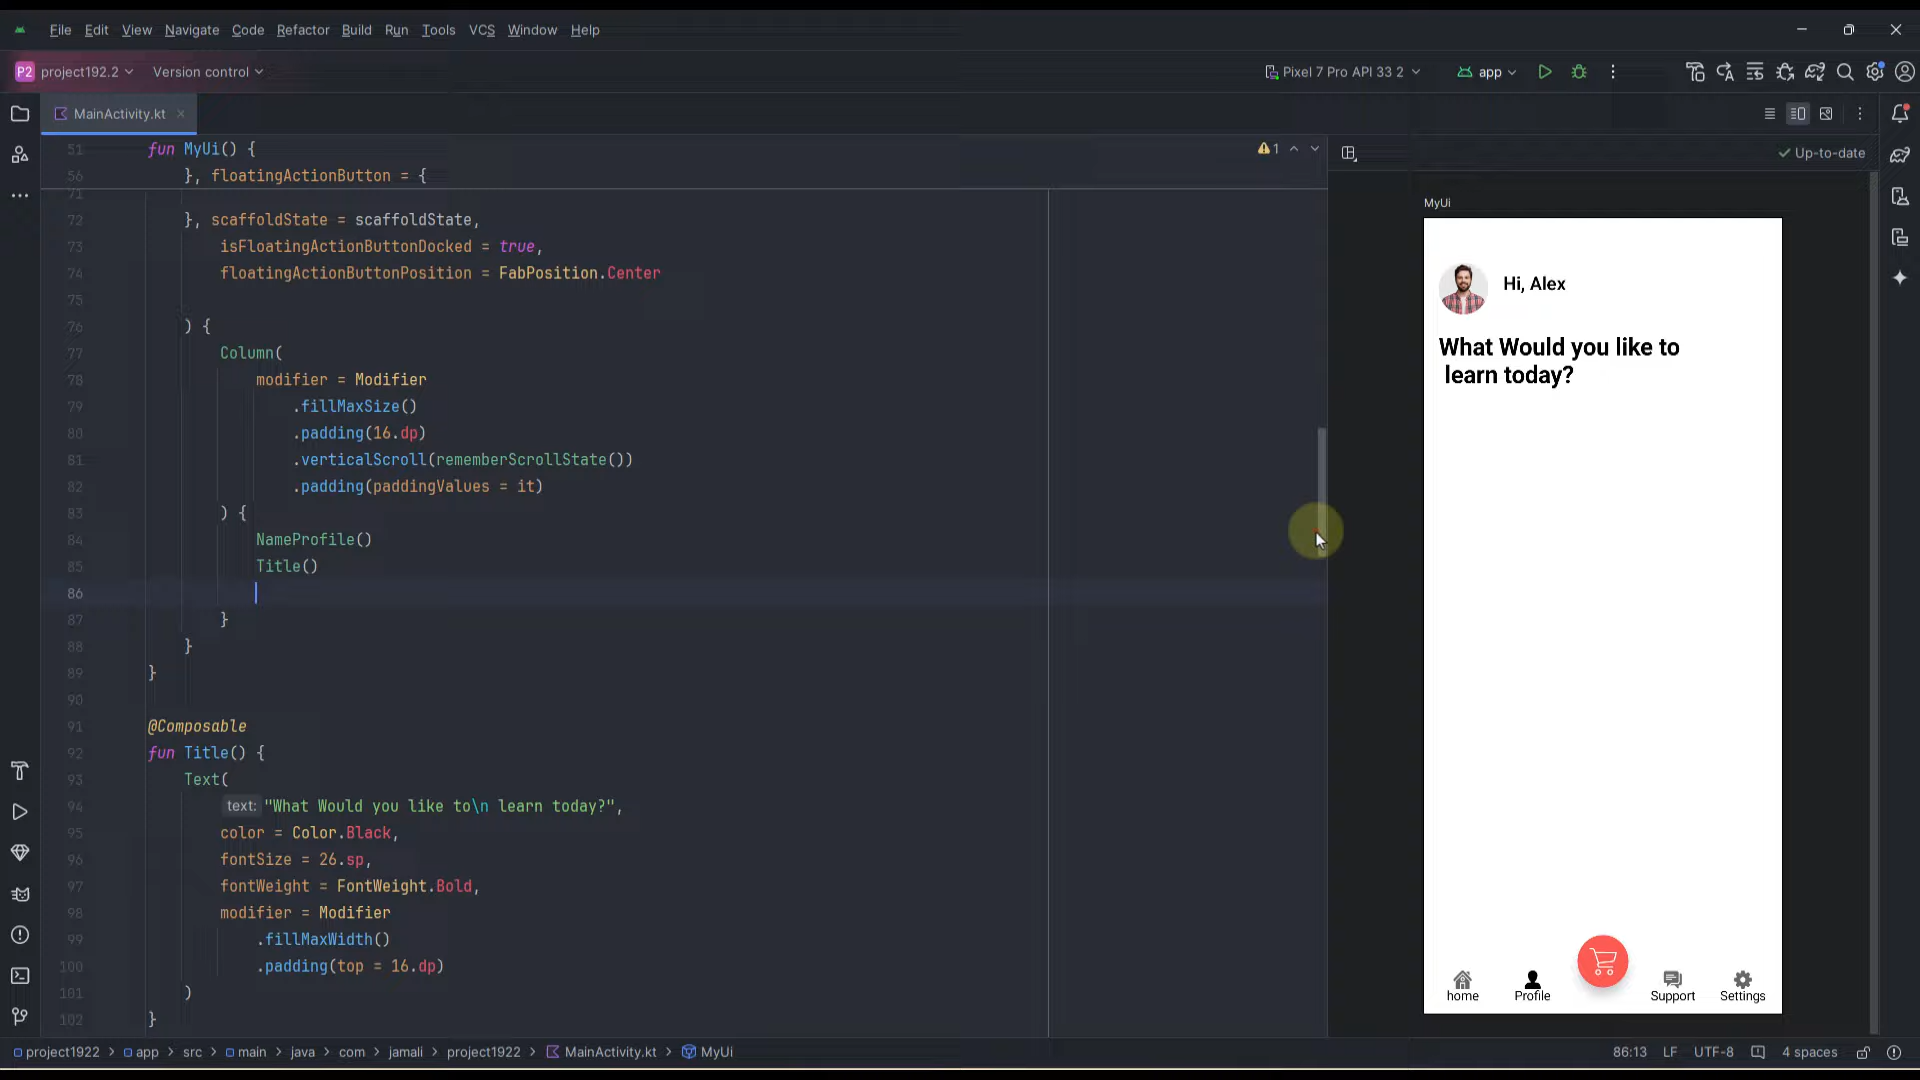 File Edit View Navigate Code Refactor Build Run Tools VCS Window Help
P2 project192.2 Version control Pixel 7 Pro API 33 2 app
MainActivity.kt
51 fun MyUi() { 1
56 }, floatingActionButton = {
Up-to-date
71
72 }, scaffoldState = scaffoldState,
73 isFloatingActionButtonDocked = true,
74 floatingActionButtonPosition = FabPosition.Center
75
76 ) {
77 Column(
78 modifier = Modifier
79 .fillMaxSize()
80 .padding(16.dp)
81 .verticalScroll(rememberScrollState())
82 .padding(paddingValues = it)
83 ) {
84 NameProfile()
85 Title()
86
87 }
88 }
89 }
90
91 @Composable
92 fun Title() {
93 Text(
94 text: "What Would you like to\n learn today?",
95 color = Color.Black,
96 fontSize = 26.sp,
97 fontWeight = FontWeight.Bold,
98 modifier = Modifier
99 .fillMaxWidth()
100 .padding(top = 16.dp)
101 )
102 }
MyUi
Hi, Alex
What Would you like to
learn today?
home Profile Support Settings
project1922 > app > src > main > java > com > jamali > project1922 > MainActivity.kt > MyUi 86:13 LF UTF-8 4 spaces